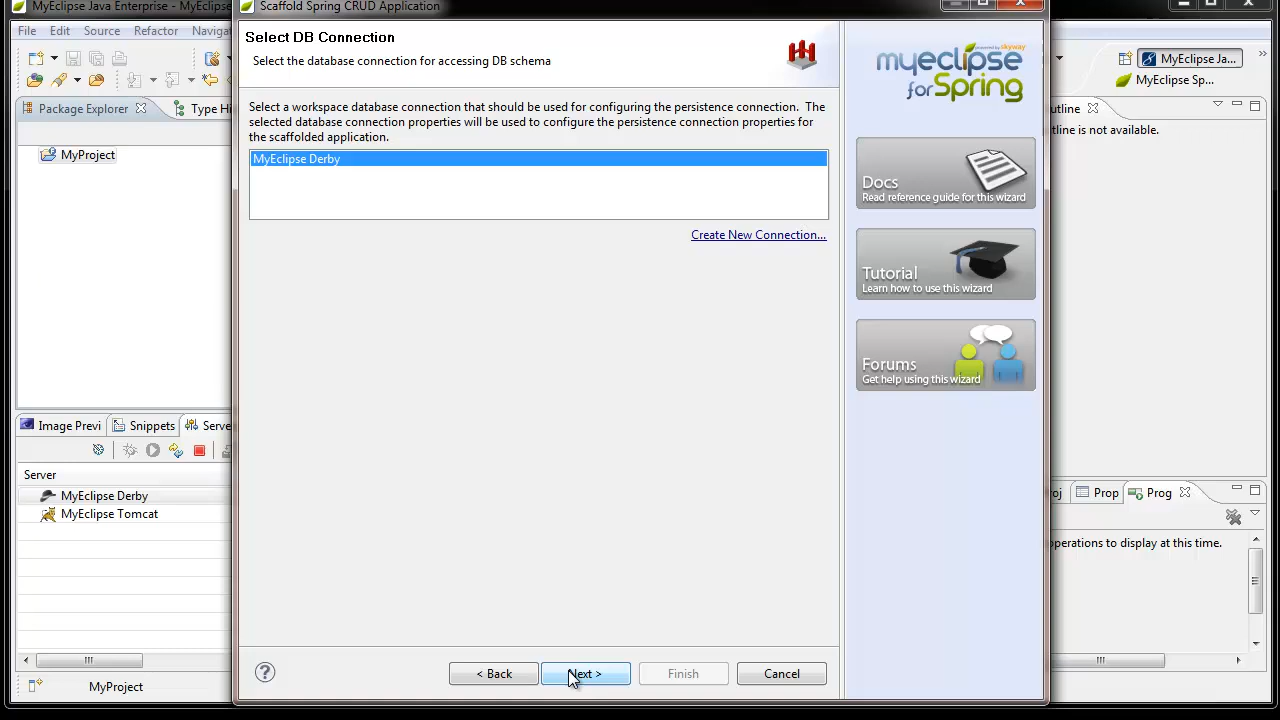 MyEclipse Java Enterprise - MyEclipse
Scaffold Spring CRUD Application
File Edit Source Refactor Naviga
Package Explorer
Type Hi
MyProject
Select DB Connection
Select the database connection for eccessing DB schema
Select a workspace database connection that should be used for configuring the persistence connection. The
selected database connection properties will be used to configure the persistence connection properties for
the scaffolded application.
MyEclipse Derby
Create New Connection...
powered by skyway
myeclipse
for Spring
Docs
Read reference guide for this wizard
Tutorial
Learn how to use this wizard
Forums
Get help using this wizard
MyEclipse Ja...
MyEclipse Sp...
utline
tline is not available.
Image Previ
Snippets
Serve
Server
MyEclipse Derby
MyEclipse Tomcat
MyProject
oj
Prop
Prog
operations to display at this time.
< Back
Next >
Finish
Cancel